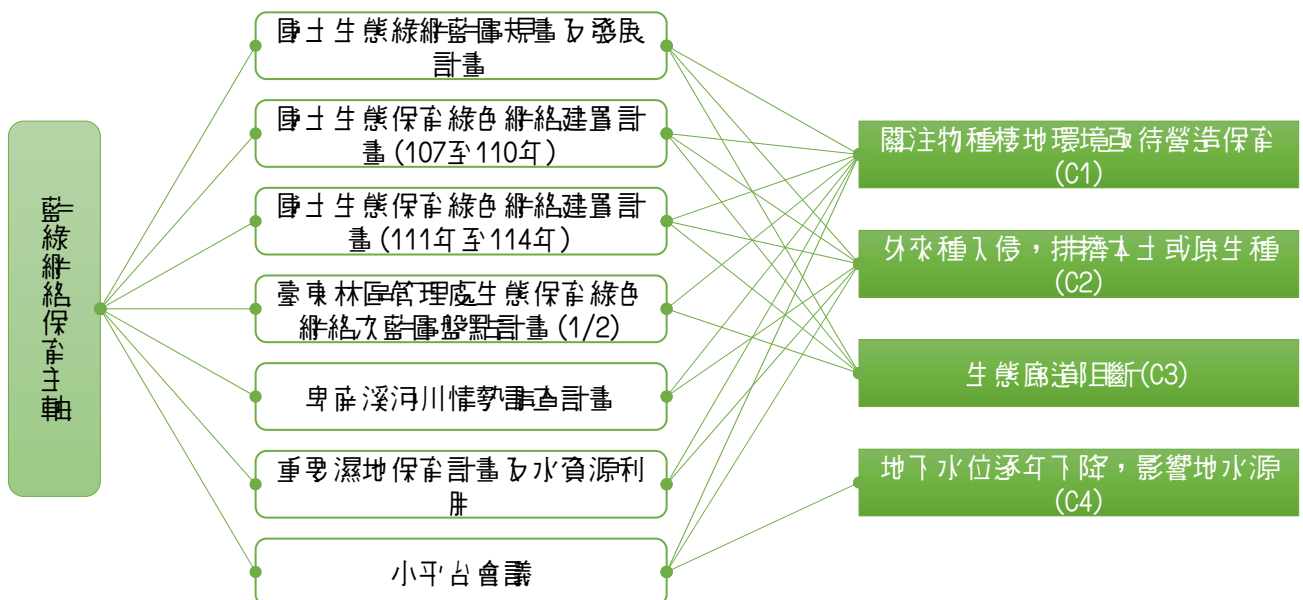 藍綠網絡保育主軸
國土生態綠網藍圖規畫及發展
計畫
國土生態保育綠色網絡建置計
畫(107至110年)
國土生態保育綠色網絡建置計
畫(111年至114年)
臺東林區管理處生態保育綠色
網絡次藍圖盤點計畫(1/2)
卑南溪河川情勢調查計畫
重要濕地保育計畫及水資源利
用
小平台會議
關注物種棲地環境亟待營造保育
(C1)
外來種入侵，排擠本土或原生種
(C2)
生態廊道阻斷(C3)
地下水位逐年下降，影響地水源
(C4)